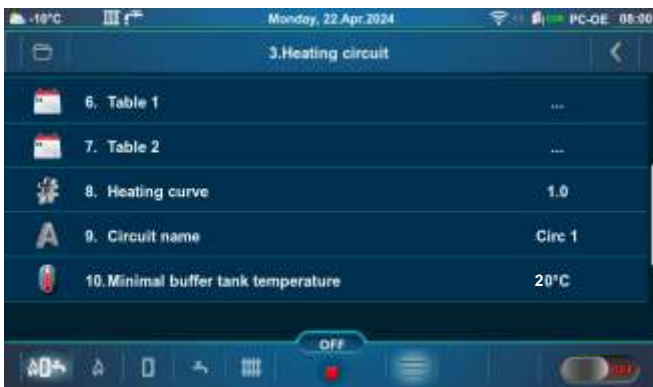 -10°C Monday, 22.Apr.2024 PC-OE 08:00
3.Heating circuit
6. Table 1 ...
7. Table 2 ...
8. Heating curve 1.0
9. Circuit name Circ 1
10.Minimal buffer tank temperature 20°C
OFF
OFF